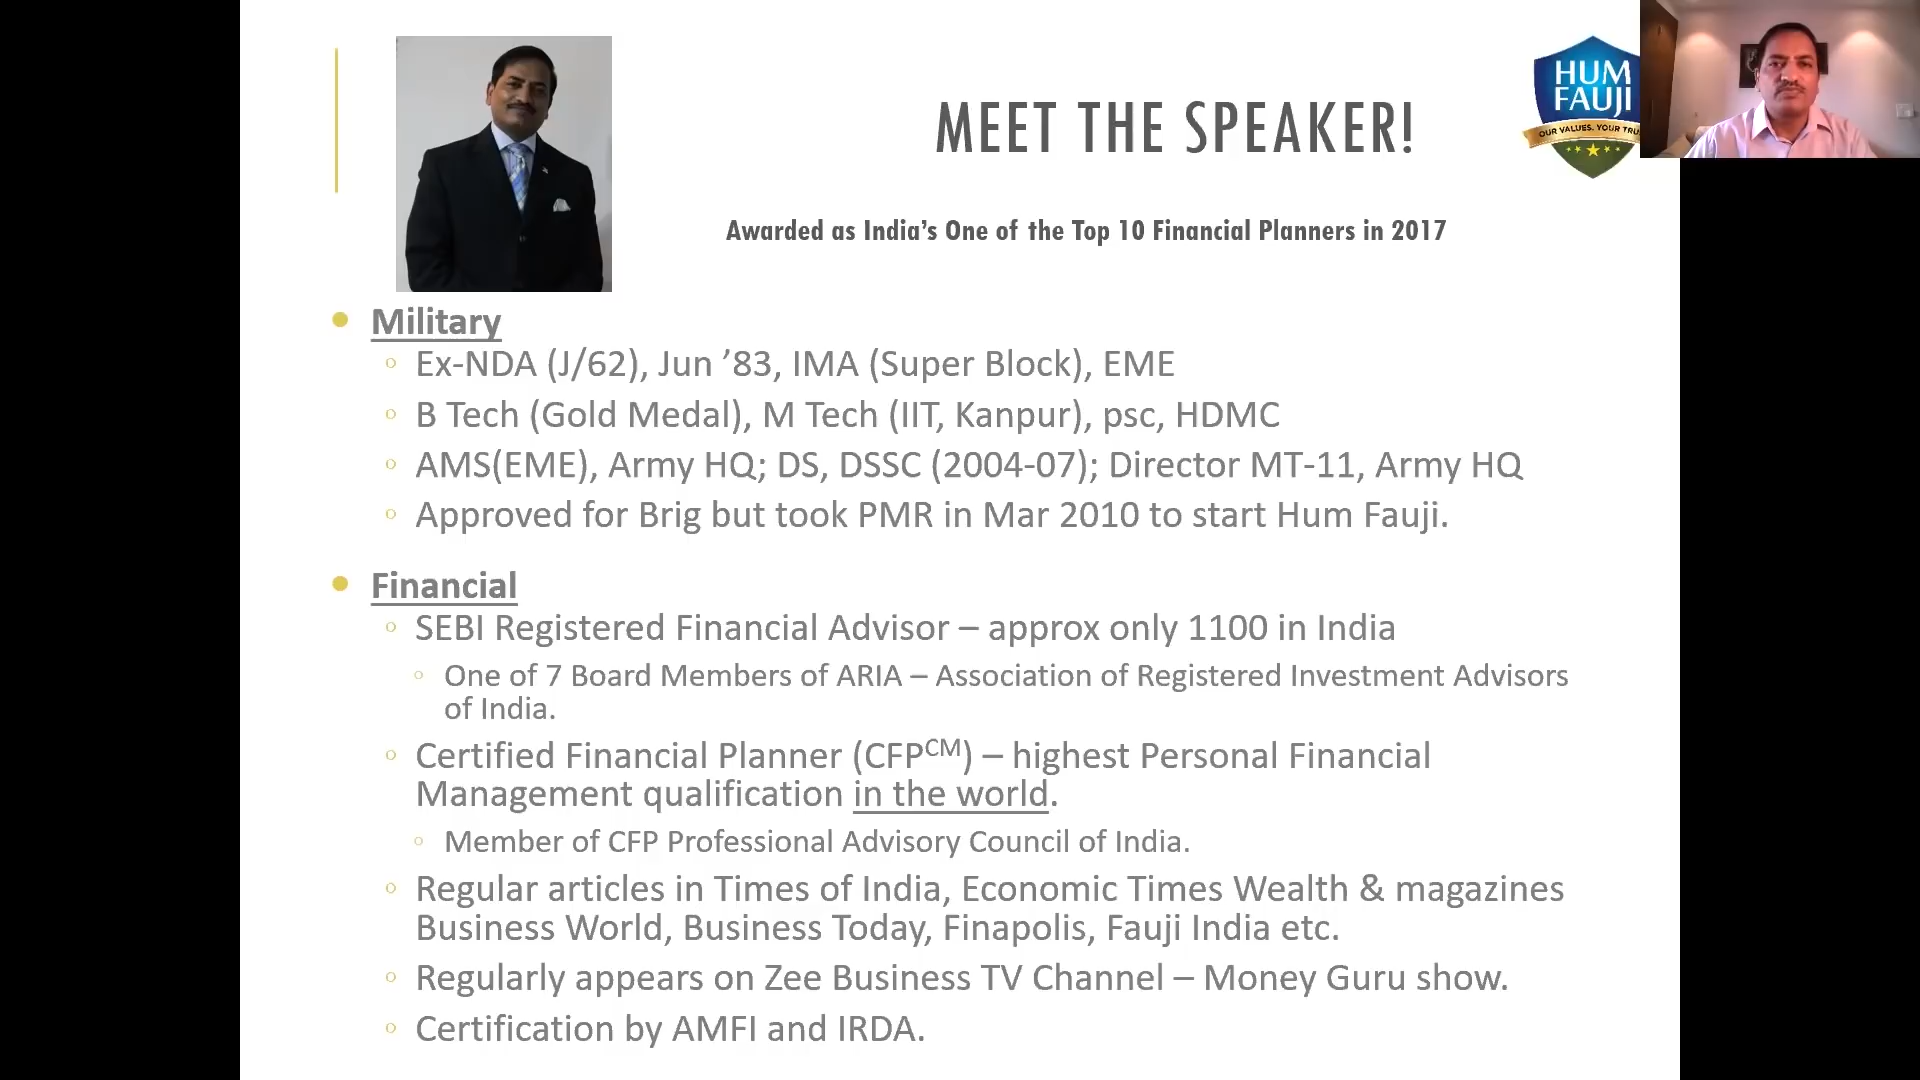 MEET THE SPEAKER!
HUM
FAUJI
OUR VALUES. YOUR TRU
Awarded as India’s One of the Top 10 Financial Planners in 2017
• Military
◦ Ex-NDA (J/62), Jun ’83, IMA (Super Block), EME
◦ B Tech (Gold Medal), M Tech (IIT, Kanpur), psc, HDMC
◦ AMS(EME), Army HQ; DS, DSSC (2004-07); Director MT-11, Army HQ
◦ Approved for Brig but took PMR in Mar 2010 to start Hum Fauji.
• Financial
◦ SEBI Registered Financial Advisor – approx only 1100 in India
◦ One of 7 Board Members of ARIA – Association of Registered Investment Advisors
of India.
◦ Certified Financial Planner (CFPCM) – highest Personal Financial
Management qualification in the world.
◦ Member of CFP Professional Advisory Council of India.
◦ Regular articles in Times of India, Economic Times Wealth & magazines
Business World, Business Today, Finapolis, Fauji India etc.
◦ Regularly appears on Zee Business TV Channel – Money Guru show.
◦ Certification by AMFI and IRDA.